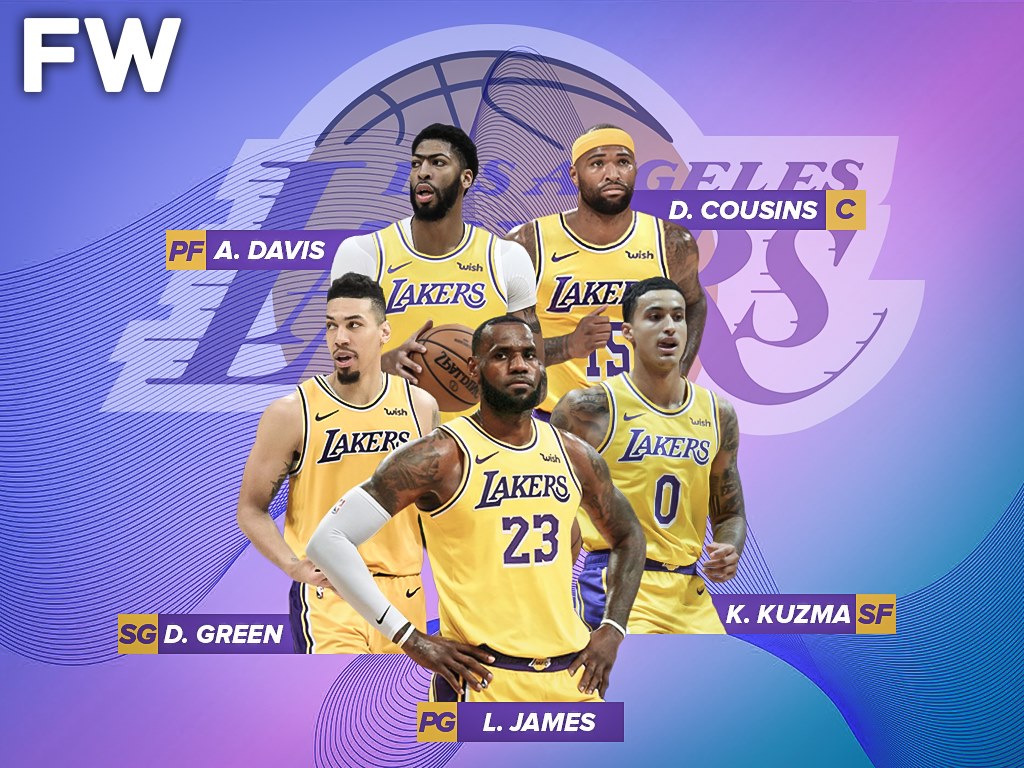 FW
LOS ANGELES
D. COUSINS C
PF A. DAVIS
wish
wish
LAKERS
LAKERS
15
wish
wish
LAKERS
LAKERS
0
wish
LAKERS
23
K. KUZMA SF
SG D. GREEN
PG L. JAMES